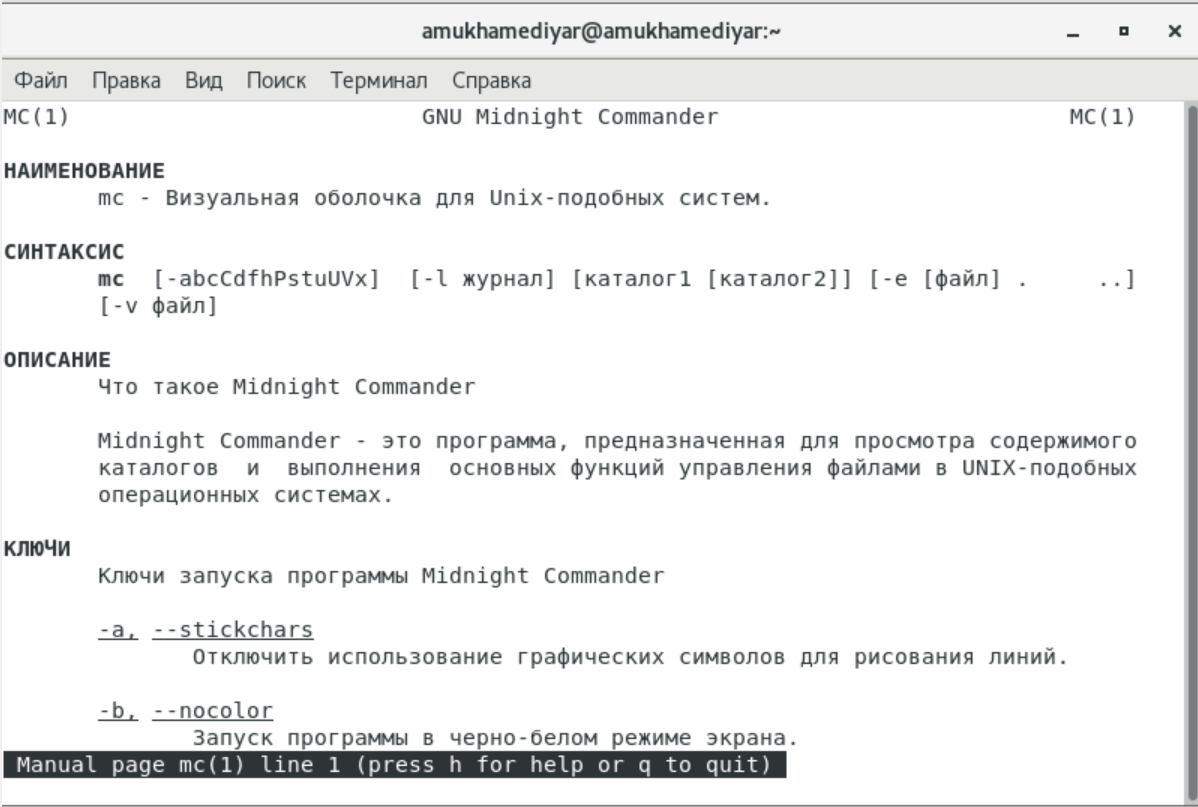 amukhamediyar@amukhamediyar:~
Файл Правка Вид Поиск Терминал Справка
MC(1) GNU Midnight Commander MC(1)
НАИМЕНОВАНИЕ
mc - Визуальная оболочка для Unix-подобных систем.
СИНТАКСИС
mc [-abcCdfhPstuUVx] [-l журнал] [каталог1 [каталог2]] [-e [файл] . ..]
[-v файл]
ОПИСАНИЕ
Что такое Midnight Commander
Midnight Commander - это программа, предназначенная для просмотра содержимого
каталогов и выполнения основных функций управления файлами в UNIX-подобных
операционных системах.
КЛЮЧИ
Ключи запуска программы Midnight Commander
-a, --stickchars
Отключить использование графических символов для рисования линий.
-b, --nocolor
Запуск программы в черно-белом режиме экрана.
Manual page mc(1) line 1 (press h for help or q to quit)